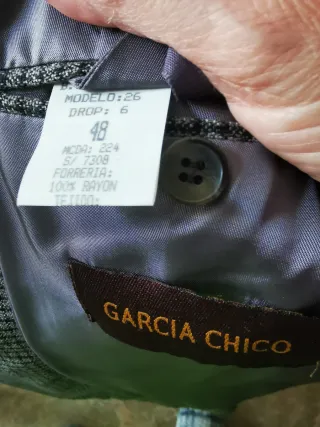 MODELO:26
DROP: 6
48
MCDA: 224
S/ 7308
FORRERIA:
100% RAYON
TEJIDO:
GARCIA CHICO